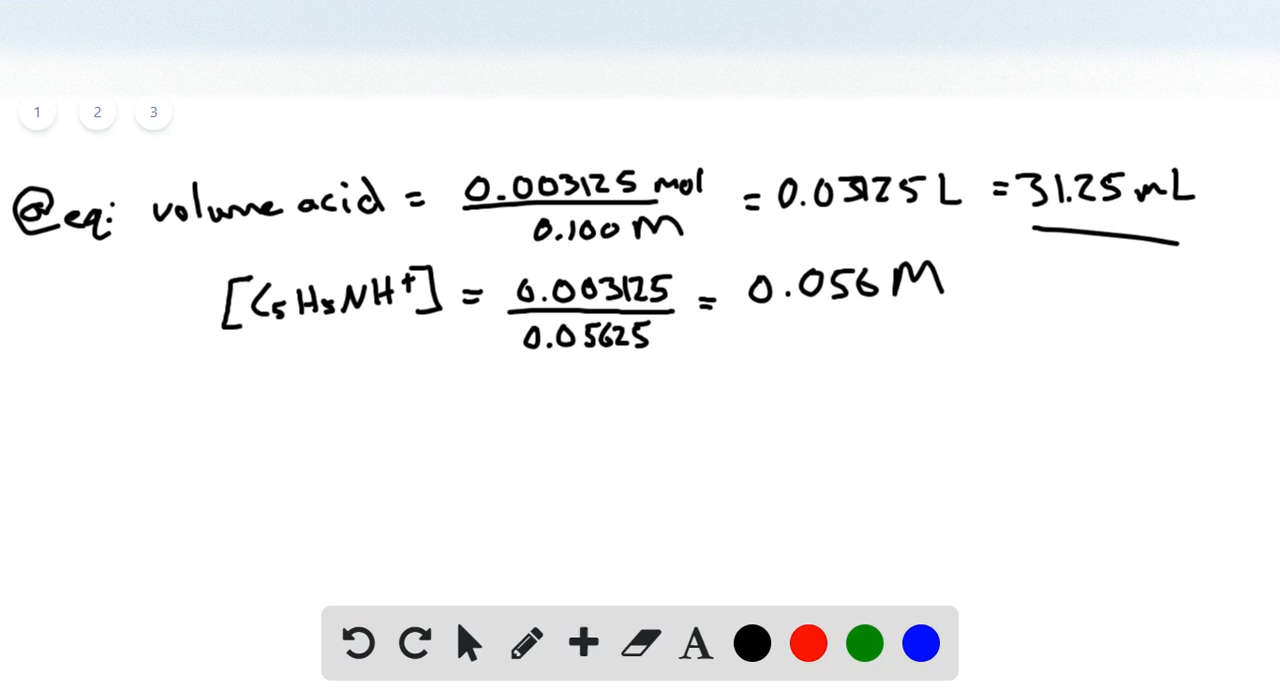 1 2 3
@eq: volume acid = 0.003125 mol / 0.100 M = 0.03125 L = 31.25 mL
[C₅H₅NH⁺] = 0.003125 / 0.05625 = 0.056 M
A